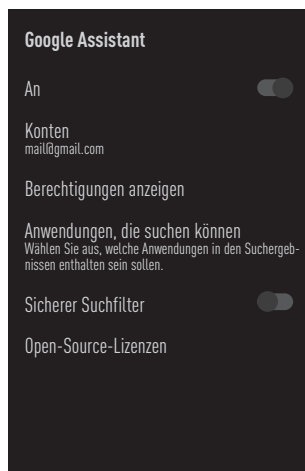 Google Assistant
An
Konten
mail@gmail.com
Berechtigungen anzeigen
Anwendungen, die suchen können
Wählen Sie aus, welche Anwendungen in den Suchergeb-
nissen enthalten sein sollen.
Sicherer Suchfilter
Open-Source-Lizenzen